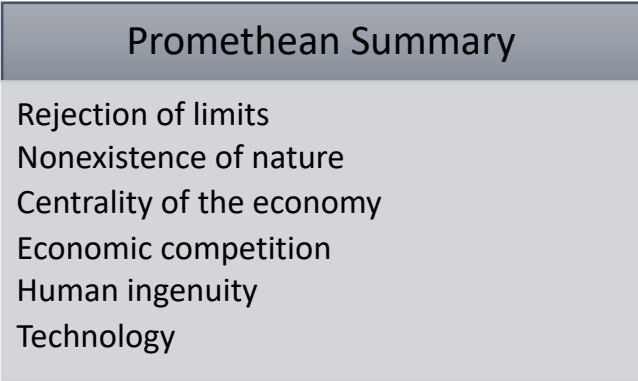 Promethean Summary
Rejection of limits
Nonexistence of nature
Centrality of the economy
Economic competition
Human ingenuity
Technology